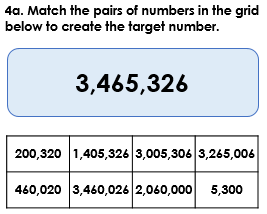 4a. Match the pairs of numbers in the grid
below to create the target number.
3,465,326
200,320 1,405,326 3,005,306 3,265,006
460,020 3,460,026 2,060,000 5,300